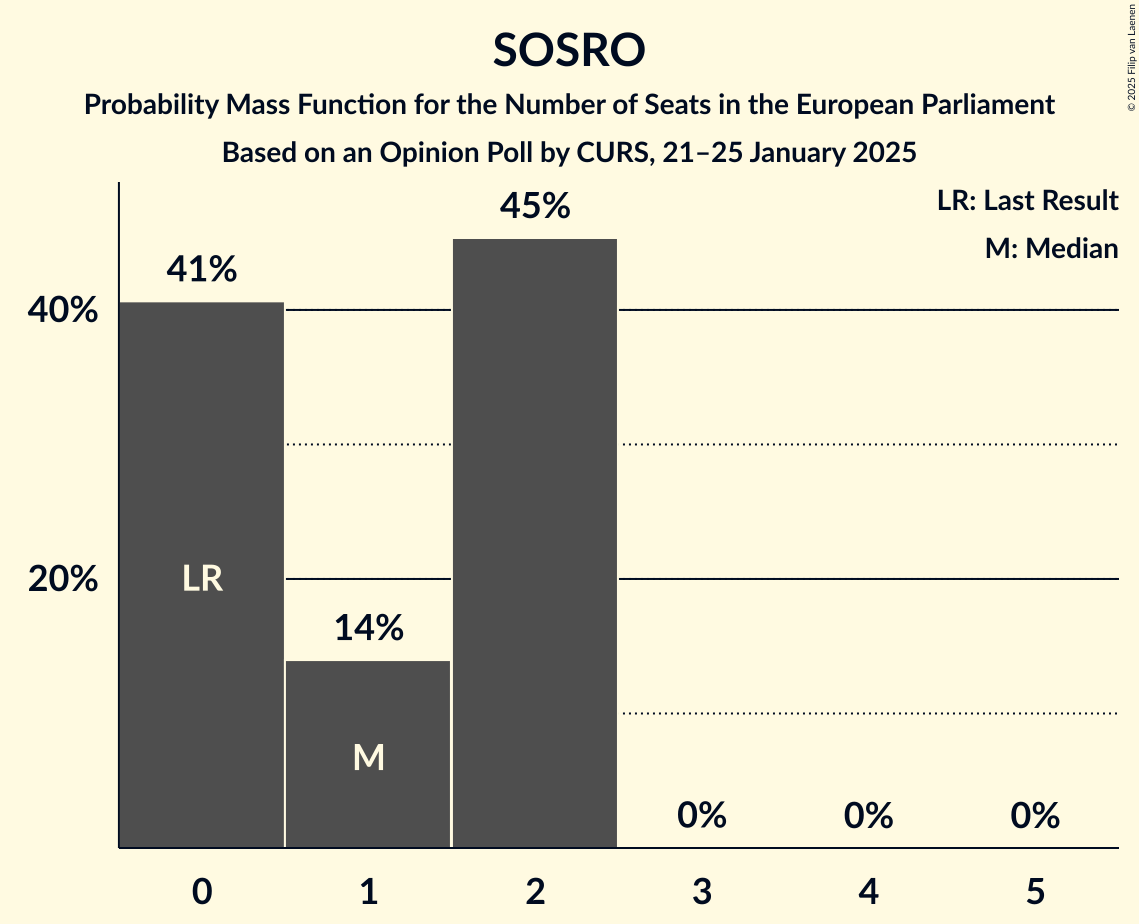 SOSRO
Probability Mass Function for the Number of Seats in the European Parliament
Based on an Opinion Poll by CURS, 21–25 January 2025
© 2025 Filip van Laenen
LR: Last Result
M: Median
45%
41%
40%
20%
LR
14%
M
0%
0%
0%
0
1
2
3
4
5